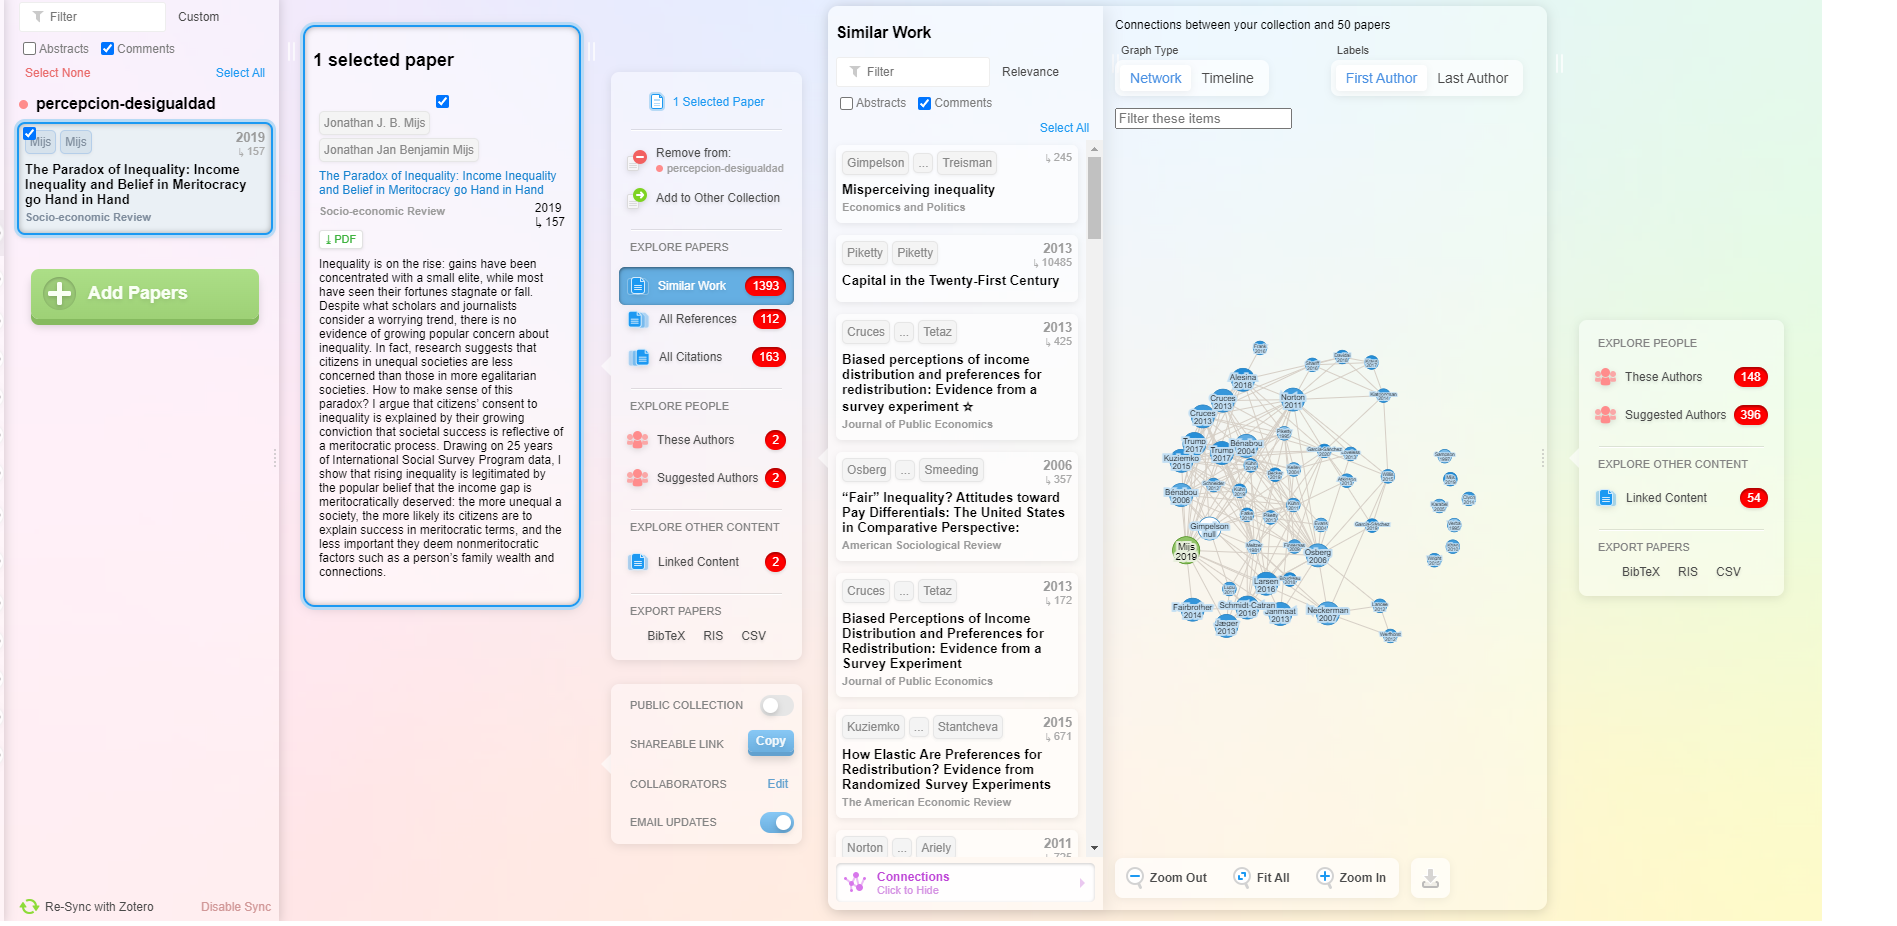 Filter
Custom
Abstracts
Comments
Select None
Select All
percepcion-desigualdad
Mijs
Mijs
2019
↳ 157
The Paradox of Inequality: Income
Inequality and Belief in Meritocracy
go Hand in Hand
Socio-economic Review
Add Papers
Re-Sync with Zotero
Disable Sync
1 selected paper
Jonathan J. B. Mijs
Jonathan Jan Benjamin Mijs
The Paradox of Inequality: Income Inequality
and Belief in Meritocracy go Hand in Hand
Socio-economic Review
2019
↳ 157
PDF
Inequality is on the rise: gains have been
concentrated with a small elite, while most
have seen their fortunes stagnate or fall.
Despite what scholars and journalists
consider a worrying trend, there is no
evidence of growing popular concern about
inequality. In fact, research suggests that
citizens in unequal societies are less
concerned than those in more egalitarian
societies. How to make sense of this
paradox? I argue that citizens' consent to
inequality is explained by their growing
conviction that societal success is reflective of
a meritocratic process. Drawing on 25 years
of International Social Survey Program data, I
show that rising inequality is legitimated by
the popular belief that the income gap is
meritocratically deserved: the more unequal a
society, the more likely its citizens are to
explain success in meritocratic terms, and the
less important they deem nonmeritocratic
factors such as a person's family wealth and
connections.
1 Selected Paper
Remove from:
percepcion-desigualdad
Add to Other Collection
EXPLORE PAPERS
Similar Work 1393
All References 112
All Citations 163
EXPLORE PEOPLE
These Authors 2
Suggested Authors 2
EXPLORE OTHER CONTENT
Linked Content 2
EXPORT PAPERS
BibTeX RIS CSV
PUBLIC COLLECTION
SHAREABLE LINK Copy
COLLABORATORS Edit
EMAIL UPDATES
Similar Work
Filter
Relevance
Abstracts
Comments
Select All
Gimpelson ... Treisman
↳ 245
Misperceiving inequality
Economics and Politics
Piketty Piketty
2013
↳ 10485
Capital in the Twenty-First Century
Cruces ... Tetaz
2013
↳ 425
Biased perceptions of income
distribution and preferences for
redistribution: Evidence from a
survey experiment ☆
Journal of Public Economics
Osberg ... Smeeding
2006
↳ 357
“Fair” Inequality? Attitudes toward
Pay Differentials: The United States
in Comparative Perspective:
American Sociological Review
Cruces ... Tetaz
2013
↳ 172
Biased Perceptions of Income
Distribution and Preferences for
Redistribution: Evidence from a
Survey Experiment
Journal of Public Economics
Kuziemko ... Stantcheva
2015
↳ 671
How Elastic Are Preferences for
Redistribution? Evidence from
Randomized Survey Experiments
The American Economic Review
Norton ... Ariely
2011
Connections
Click to Hide
Connections between your collection and 50 papers
Graph Type
Network
Timeline
Labels
First Author
Last Author
Filter these items
Alesina
2018
Cruces
2013
Cruces
2013
Norton
2011
Trump
2017
Trump
2017
Bénabou
2004
Kuziemko
2015
Bénabou
2006
Gimpelson
null
Mijs
2019
Osberg
2006
Larsen
2016
Fairbrother
2014
Schmidt-Catran
2016
Janmaat
2013
Neckerman
2007
Jæger
2013
Zoom Out
Fit All
Zoom In
EXPLORE PEOPLE
These Authors 148
Suggested Authors 396
EXPLORE OTHER CONTENT
Linked Content 54
EXPORT PAPERS
BibTeX RIS CSV